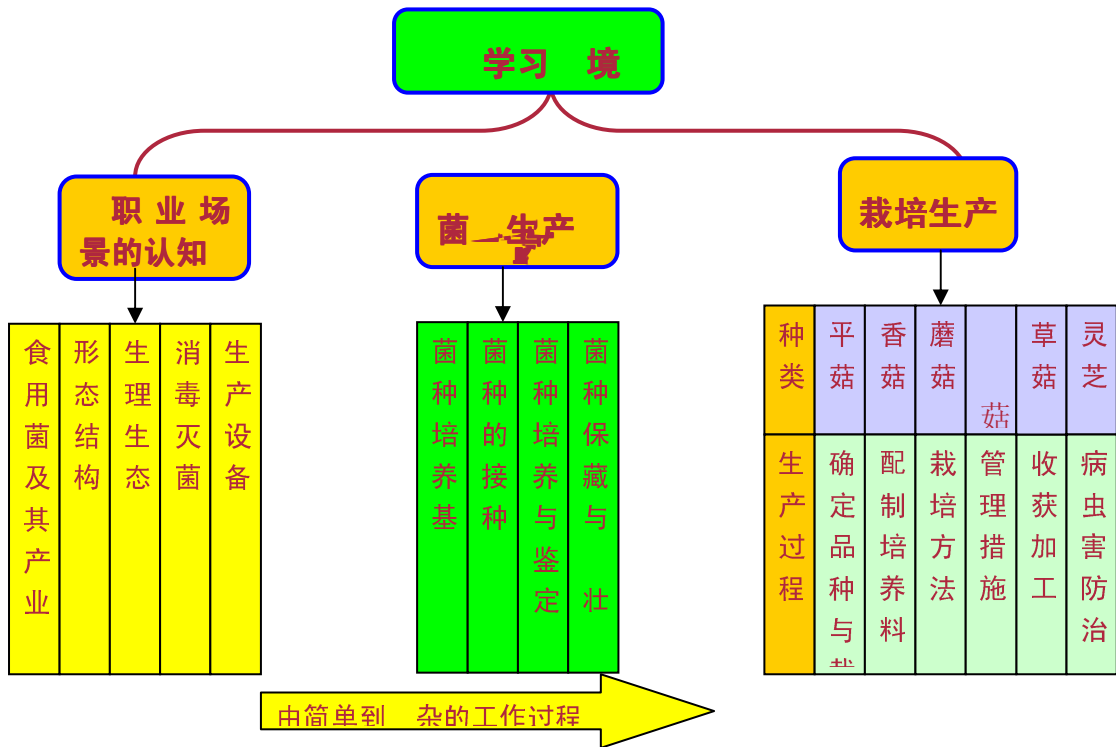 学习 境
职 业 场
景的认知
菌 生产
栽培生产
食用菌及其产业
形态结构
生理生态
消毒灭菌
生产设备
菌种培养基
菌种的接种
菌种培养与鉴定
菌种保藏与 壮
种类
平菇
香菇
蘑菇
菇
草菇
灵芝
生产过程
确定品种与
配制培养料
栽培方法
管理措施
收获加工
病虫害防治
由简单到 杂的工作过程